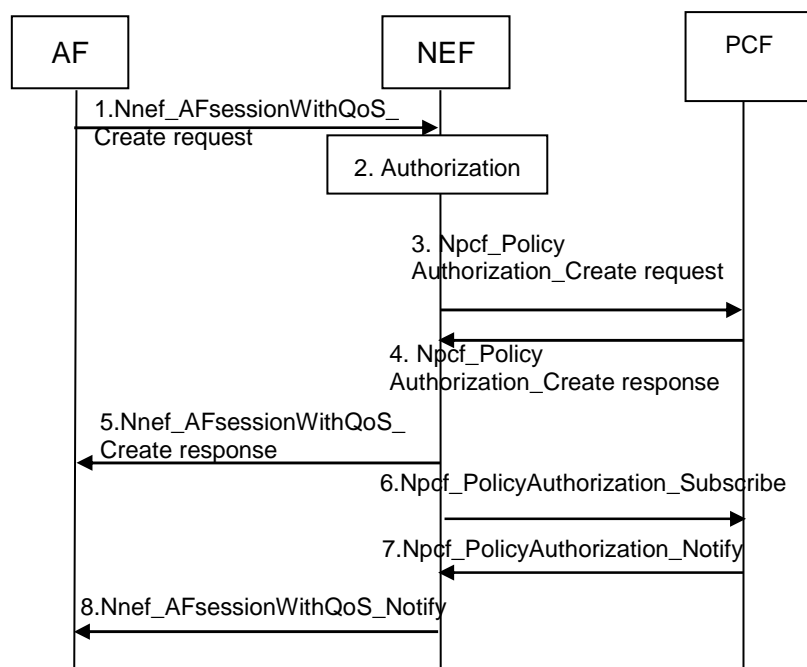 AF
NEF
PCF
1.Nnef_AFsessionWithQoS_
Create request
2. Authorization
3. Npcf_Policy
Authorization_Create request
4. Npcf_Policy
Authorization_Create response
5.Nnef_AFsessionWithQoS_
Create response
6.Npcf_PolicyAuthorization_Subscribe
7.Npcf_PolicyAuthorization_Notify
8.Nnef_AFsessionWithQoS_Notify